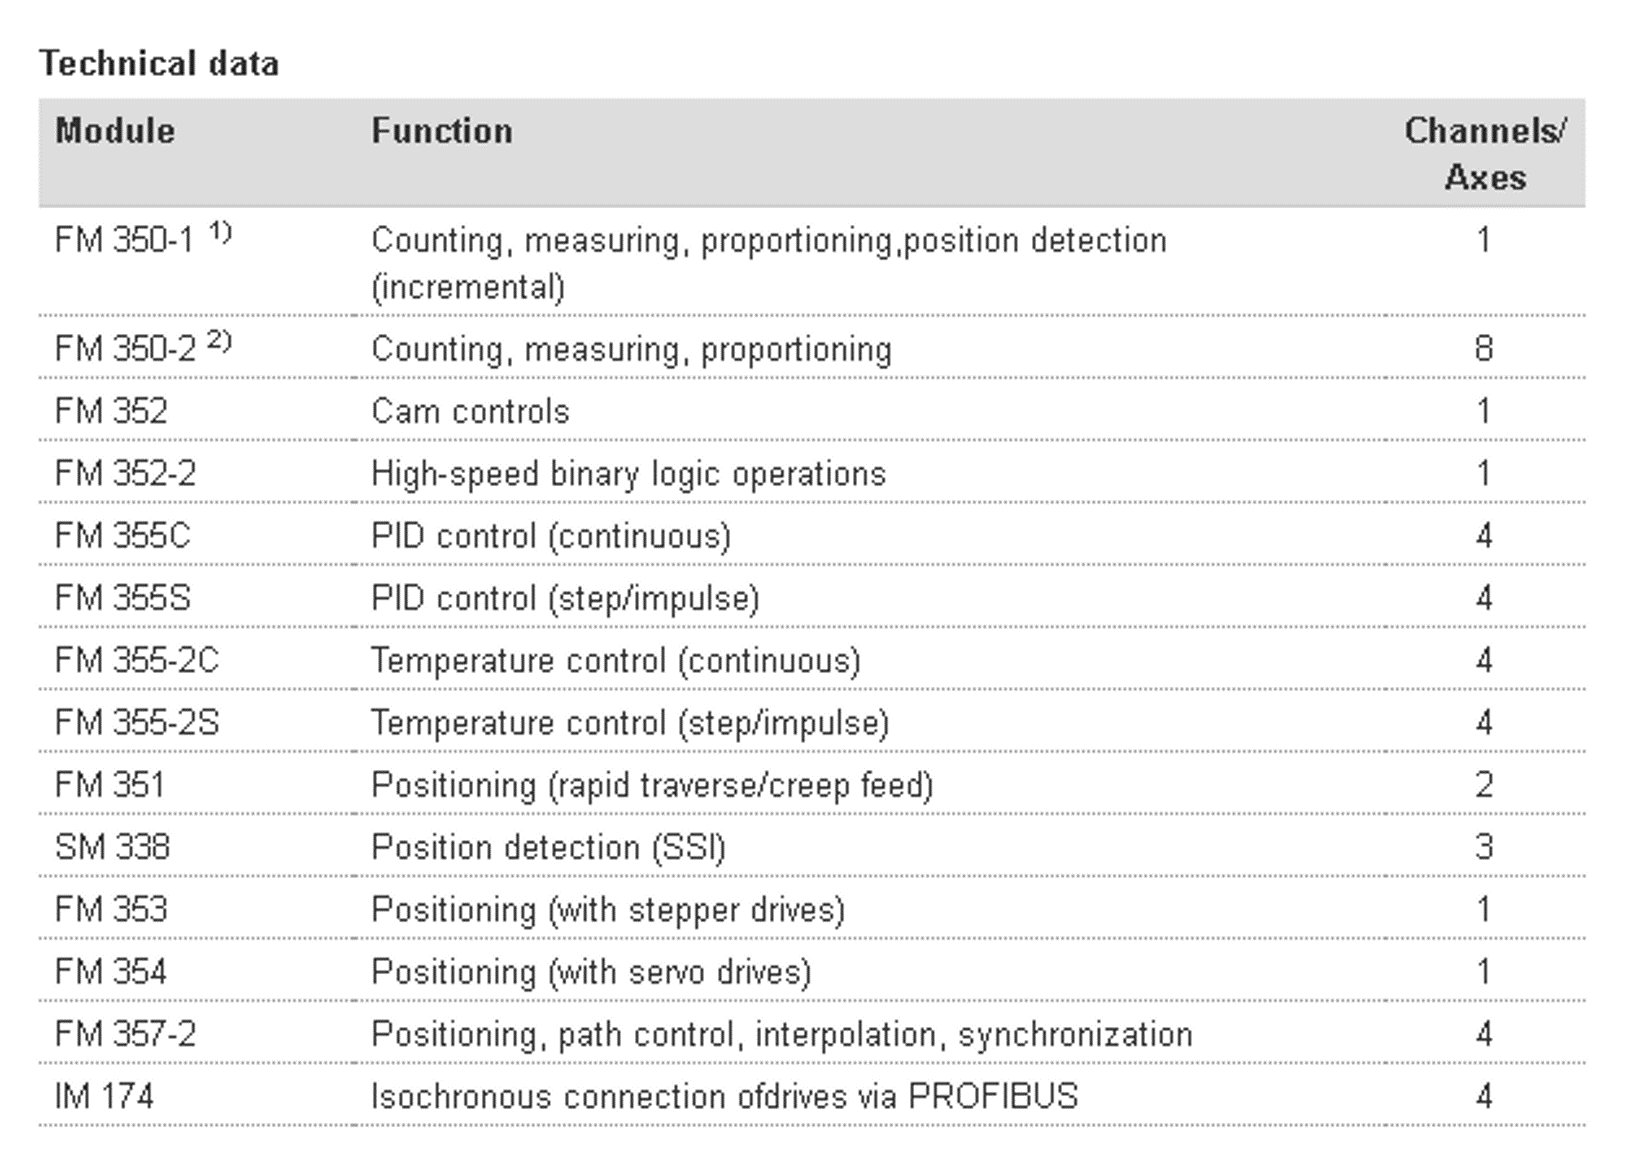 Technical data
Module Function Channels/
Axes
FM 350-1 1) Counting, measuring, proportioning,position detection 1
(incremental)
FM 350-2 2) Counting, measuring, proportioning 8
FM 352 Cam controls 1
FM 352-2 High-speed binary logic operations 1
FM 355C PID control (continuous) 4
FM 355S PID control (step/impulse) 4
FM 355-2C Temperature control (continuous) 4
FM 355-2S Temperature control (step/impulse) 4
FM 351 Positioning (rapid traverse/creep feed) 2
SM 338 Position detection (SSI) 3
FM 353 Positioning (with stepper drives) 1
FM 354 Positioning (with servo drives) 1
FM 357-2 Positioning, path control, interpolation, synchronization 4
IM 174 Isochronous connection ofdrives via PROFIBUS 4